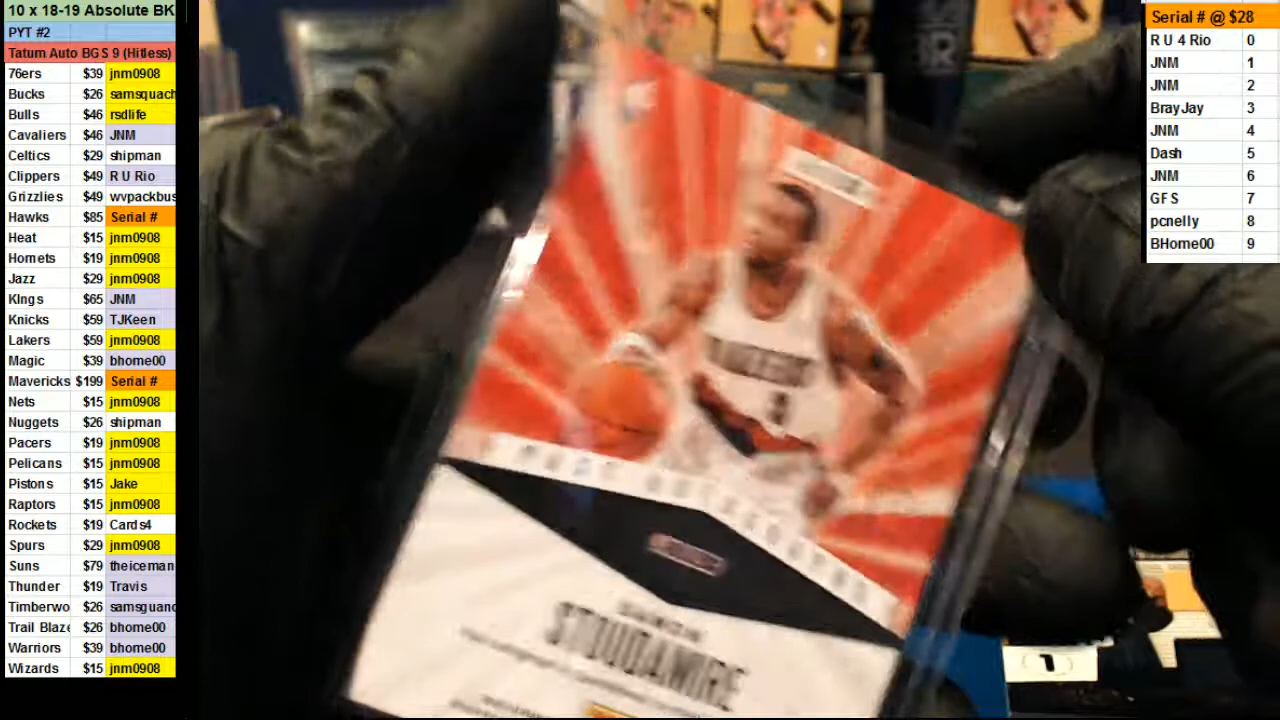 10 x 18-19 Absolute BK
PYT #2
Tatum Auto BGS 9 (Hitless)
76ers $39 jnm0908
Bucks $26 samsquach
Bulls $46 rsdlife
Cavaliers $46 JNM
Celtics $29 shipman
Clippers $49 R U Rio
Grizzlies $49 wvpackbus
Hawks $85 Serial #
Heat $15 jnm0908
Hornets $19 jnm0908
Jazz $29 jnm0908
KIngs $65 JNM
Knicks $59 TJKeen
Lakers $59 jnm0908
Magic $39 bhome00
Mavericks $199 Serial #
Nets $15 jnm0908
Nuggets $26 shipman
Pacers $19 jnm0908
Pelicans $15 jnm0908
Pistons $15 Jake
Raptors $15 jnm0908
Rockets $19 Cards4
Spurs $29 jnm0908
Suns $79 theiceman
Thunder $19 Travis
Timberwo $26 samsquanc
Trail Blaze $26 bhome00
Warriors $39 bhome00
Wizards $15 jnm0908
STOUDAMIRE
1
Serial # @ $28
R U 4 Rio 0
JNM 1
JNM 2
BrayJay 3
JNM 4
Dash 5
JNM 6
GFS 7
pcnelly 8
BHome00 9